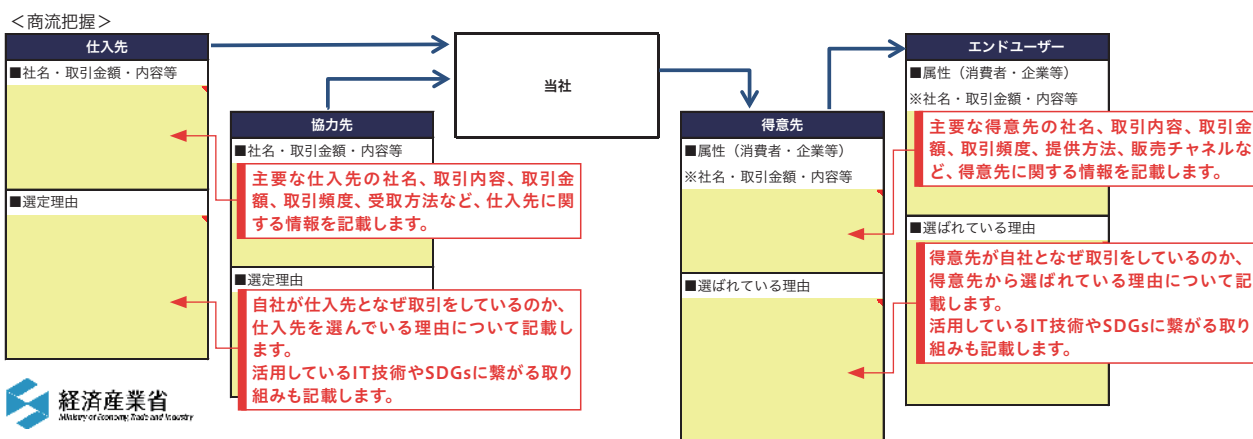 ＜商流把握＞
仕入先
■社名・取引金額・内容等
■選定理由
協力先
■社名・取引金額・内容等
主要な仕入先の社名、取引内容、取引金
額、取引頻度、受取方法など、仕入先に関
する情報を記載します。
■選定理由
自社が仕入先となぜ取引をしているのか、
仕入先を選んでいる理由について記載し
ます。
活用しているIT技術やSDGsに繋がる取り
組みも記載します。
当社
得意先
■属性（消費者・企業等）
※社名・取引金額・内容等
■選ばれている理由
エンドユーザー
■属性（消費者・企業等）
※社名・取引金額・内容等
主要な得意先の社名、取引内容、取引金
額、取引頻度、提供方法、販売チャネルな
ど、得意先に関する情報を記載します。
■選ばれている理由
得意先が自社となぜ取引をしているのか、
得意先から選ばれている理由について記
載します。
活用しているIT技術やSDGsに繋がる取り
組みも記載します。
経済産業省
Ministry of Economy, Trade and Industry